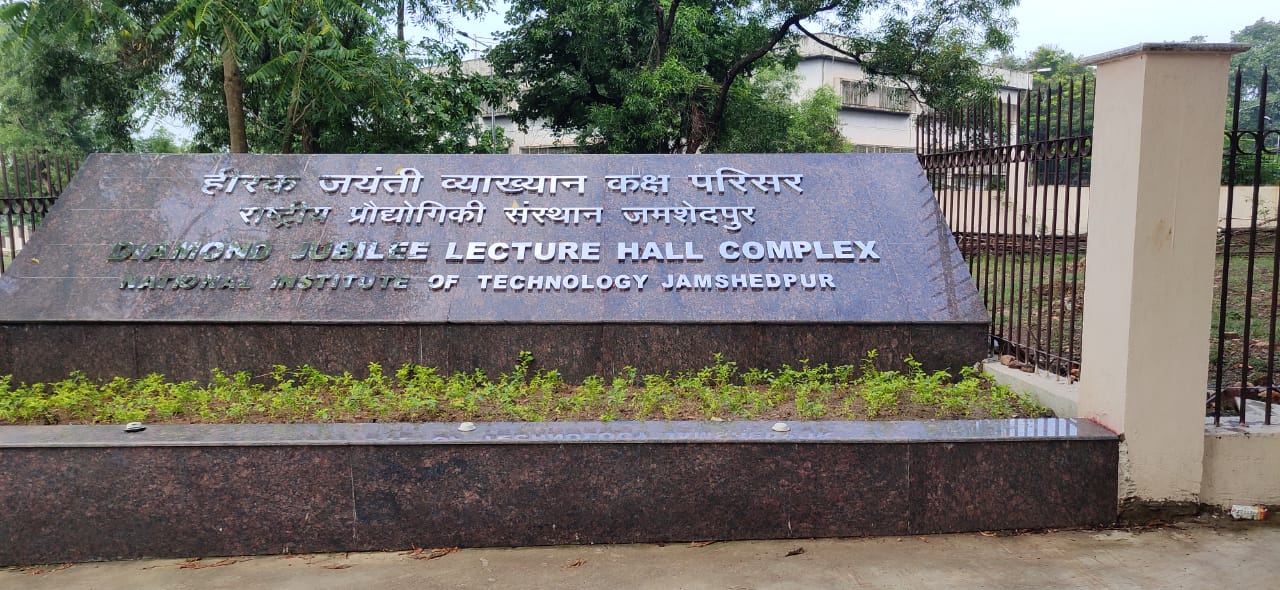 हीरक जयंती व्याख्यान कक्ष परिसर
राष्ट्रीय प्रौद्योगिकी संस्थान जमशेदपुर
DIAMOND JUBILEE LECTURE HALL COMPLEX
NATIONAL INSTITUTE OF TECHNOLOGY JAMSHEDPUR